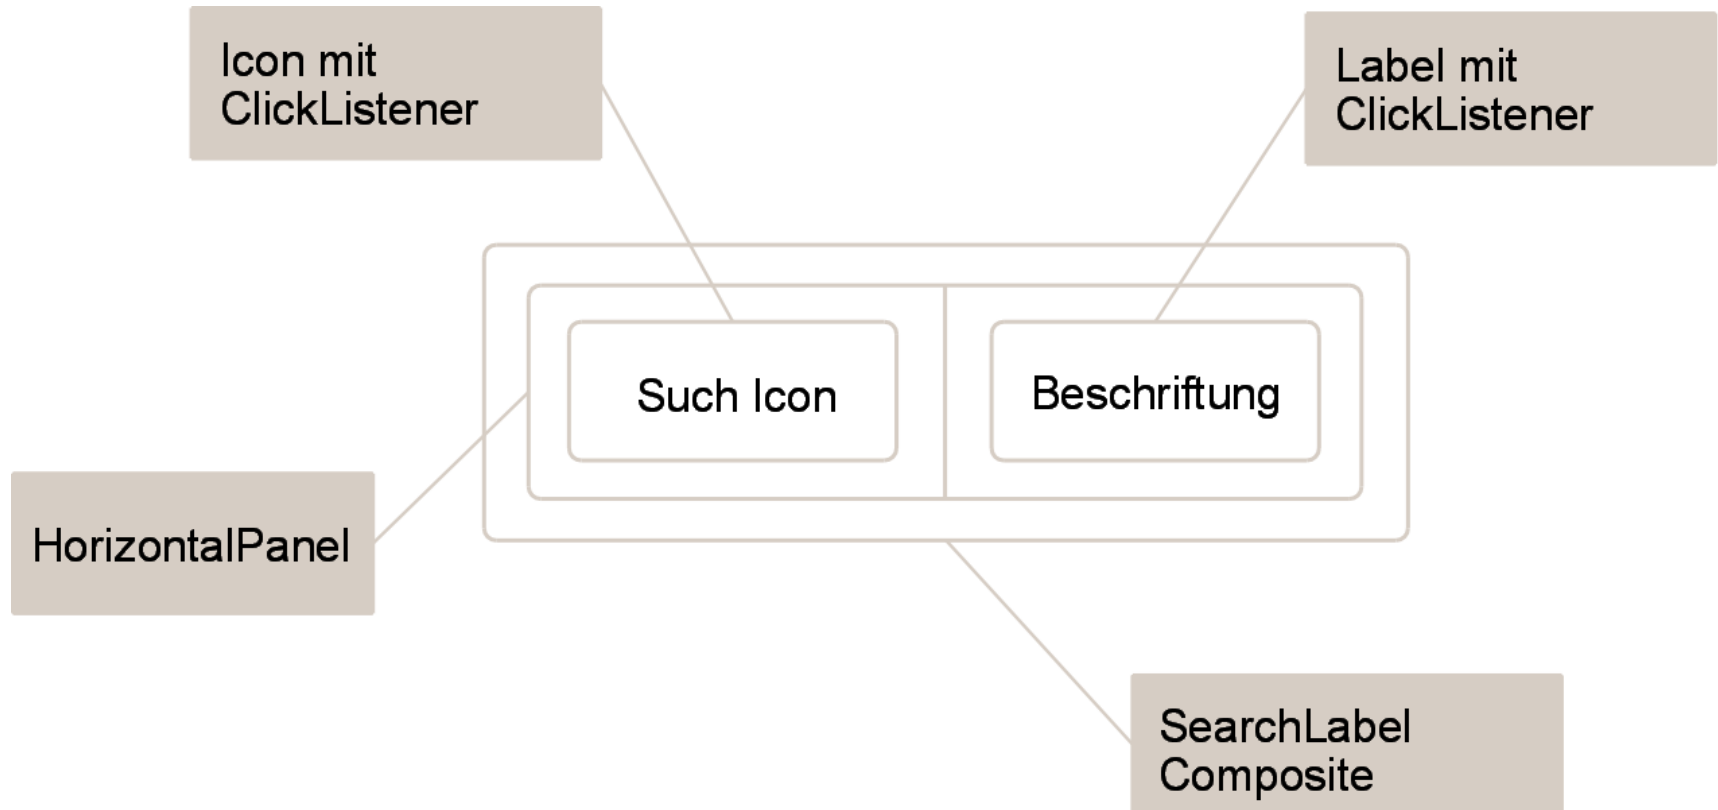 Icon mit
ClickListener
Label mit
ClickListener
Such Icon
Beschriftung
HorizontalPanel
SearchLabel
Composite